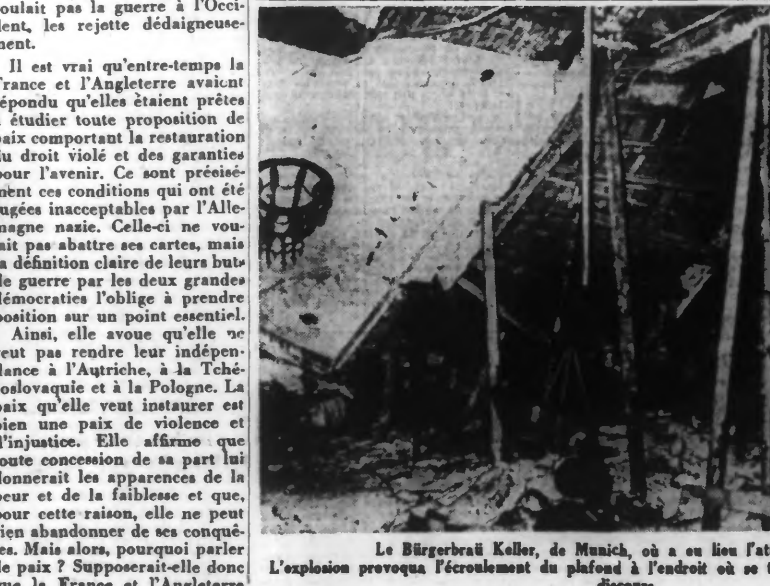 oulait pas la guerre à l'Occi-
dent, les rejette dédaigneuse-
ment.
Il est vrai qu'entre-temps la
France et l'Angleterre avaient
répondu qu'elles étaient prêtes
à étudier toute proposition de
paix comportant la restauration
du droit violé et des garanties
pour l'avenir. Ce sont précisé-
ment ces conditions qui ont été
jugées inacceptables par l'Alle-
magne nazie. Celle-ci ne vou-
lait pas abattre ses cartes, mais
la définition claire de leurs buts
de guerre par les deux grandes
démocraties l'oblige à prendre
position sur un point essentiel.
Ainsi, elle avoue qu'elle ne
veut pas rendre leur indépen-
dance à l'Autriche, à la Tché-
coslovaquie et à la Pologne. La
paix qu'elle veut instaurer est
bien une paix de violence et
d'injustice. Elle affirme que
toute concession de sa part lui
donnerait les apparences de la
peur et de la faiblesse et que,
pour cette raison, elle ne peut
rien abandonner de ses conquê-
tes. Mais alors, pourquoi parler
de paix ? Supposerait-elle donc
que la France et l'Angleterre
Le Bürgerbraü Keller, de Munich, où a eu lieu l'at
L'explosion provoqua l'écroulement du plafond à l'endroit où se t
discours